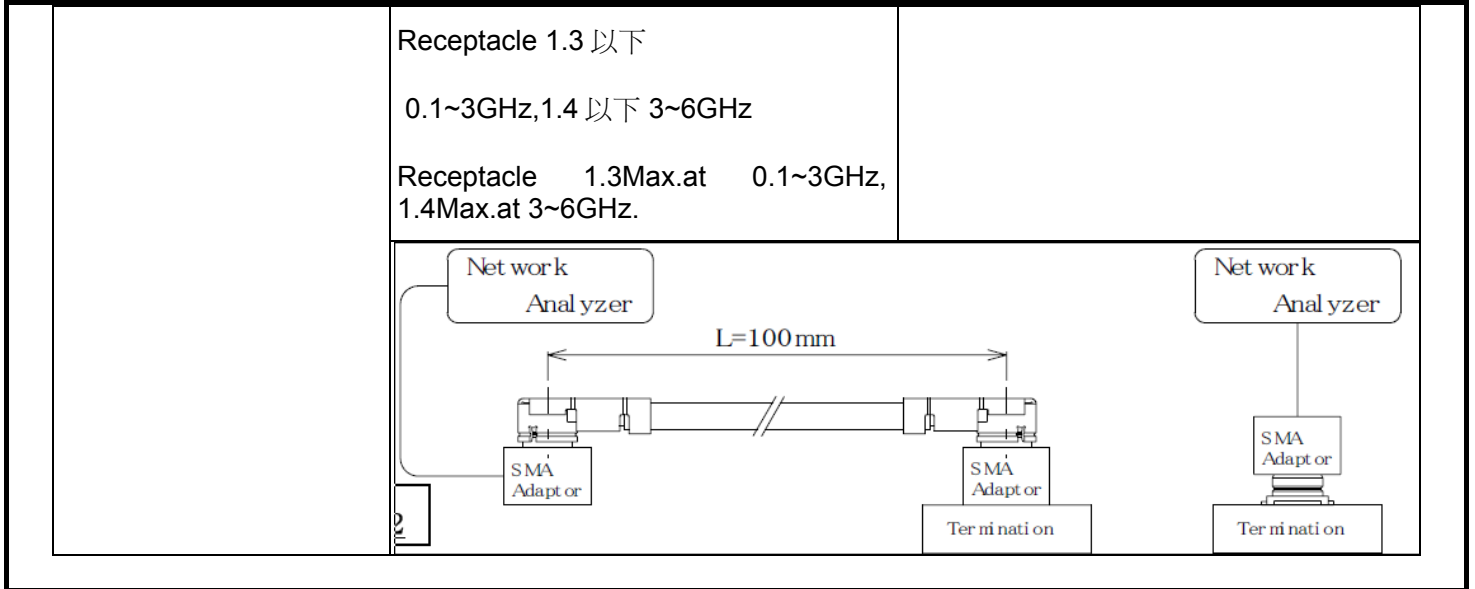 Receptacle 1.3 以下
0.1~3GHz,1.4 以下 3~6GHz
Receptacle 1.3Max.at 0.1~3GHz,
1.4Max.at 3~6GHz.
Network
Analyzer
L=100mm
SMA
Adaptor
SMA
Adaptor
Termination
2
Network
Analyzer
SMA
Adaptor
Termination